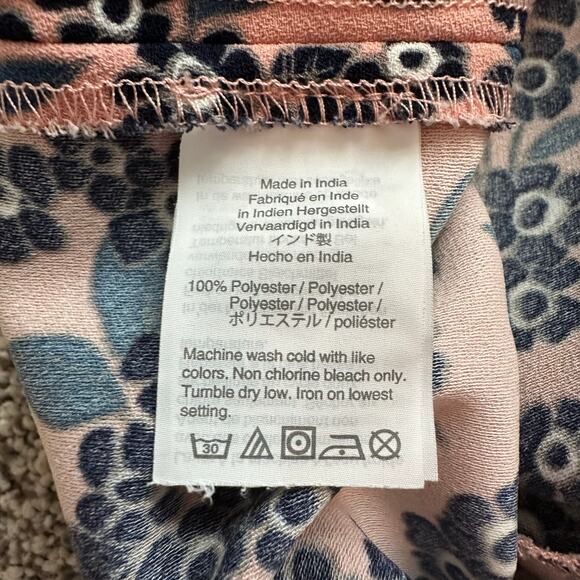 Made in India
Fabriqué en Inde
in Indien Hergestellt
Vervaardigd in India
インド製
Hecho en India
100% Polyester / Polyester /
Polyester / Polyester /
ポリエステル / poliéster
Machine wash cold with like
colors. Non chlorine bleach only.
Tumble dry low. Iron on lowest
setting.
30